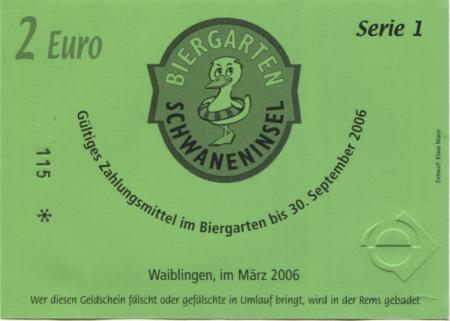 2 Euro
Serie 1
BIERGARTEN
SCHWANENINSEL
Gültiges Zahlungsmittel im Biergarten bis 30. September 2006
115 *
Entwurf: Klaus Mann
Waiblingen, im März 2006
Wer diesen Geldschein fälscht oder gefälschte in Umlauf bringt, wird in der Rems gebadet.